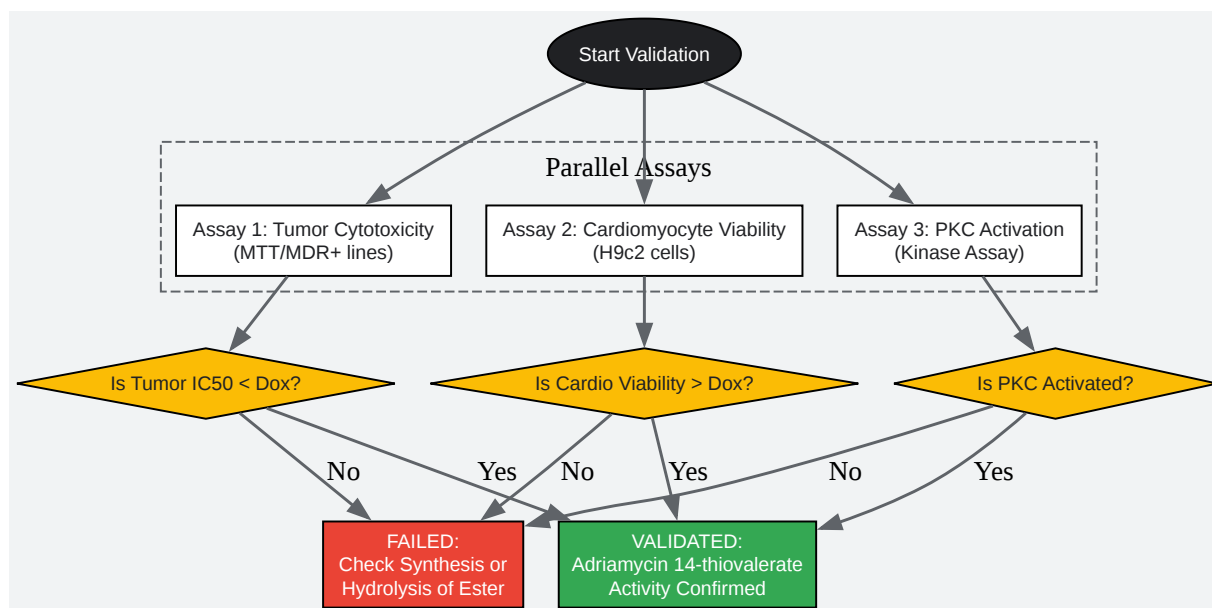 Start Validation
Parallel Assays
Assay 1: Tumor Cytotoxicity
(MTT/MDR+ lines)
Assay 2: Cardiomyocyte Viability
(H9c2 cells)
Assay 3: PKC Activation
(Kinase Assay)
Is Tumor IC50 < Dox?
Is Cardio Viability > Dox?
Is PKC Activated?
No
Yes
No
Yes
No
Yes
FAILED:
Check Synthesis or
Hydrolysis of Ester
VALIDATED:
Adriamycin 14-thiovalerate
Activity Confirmed